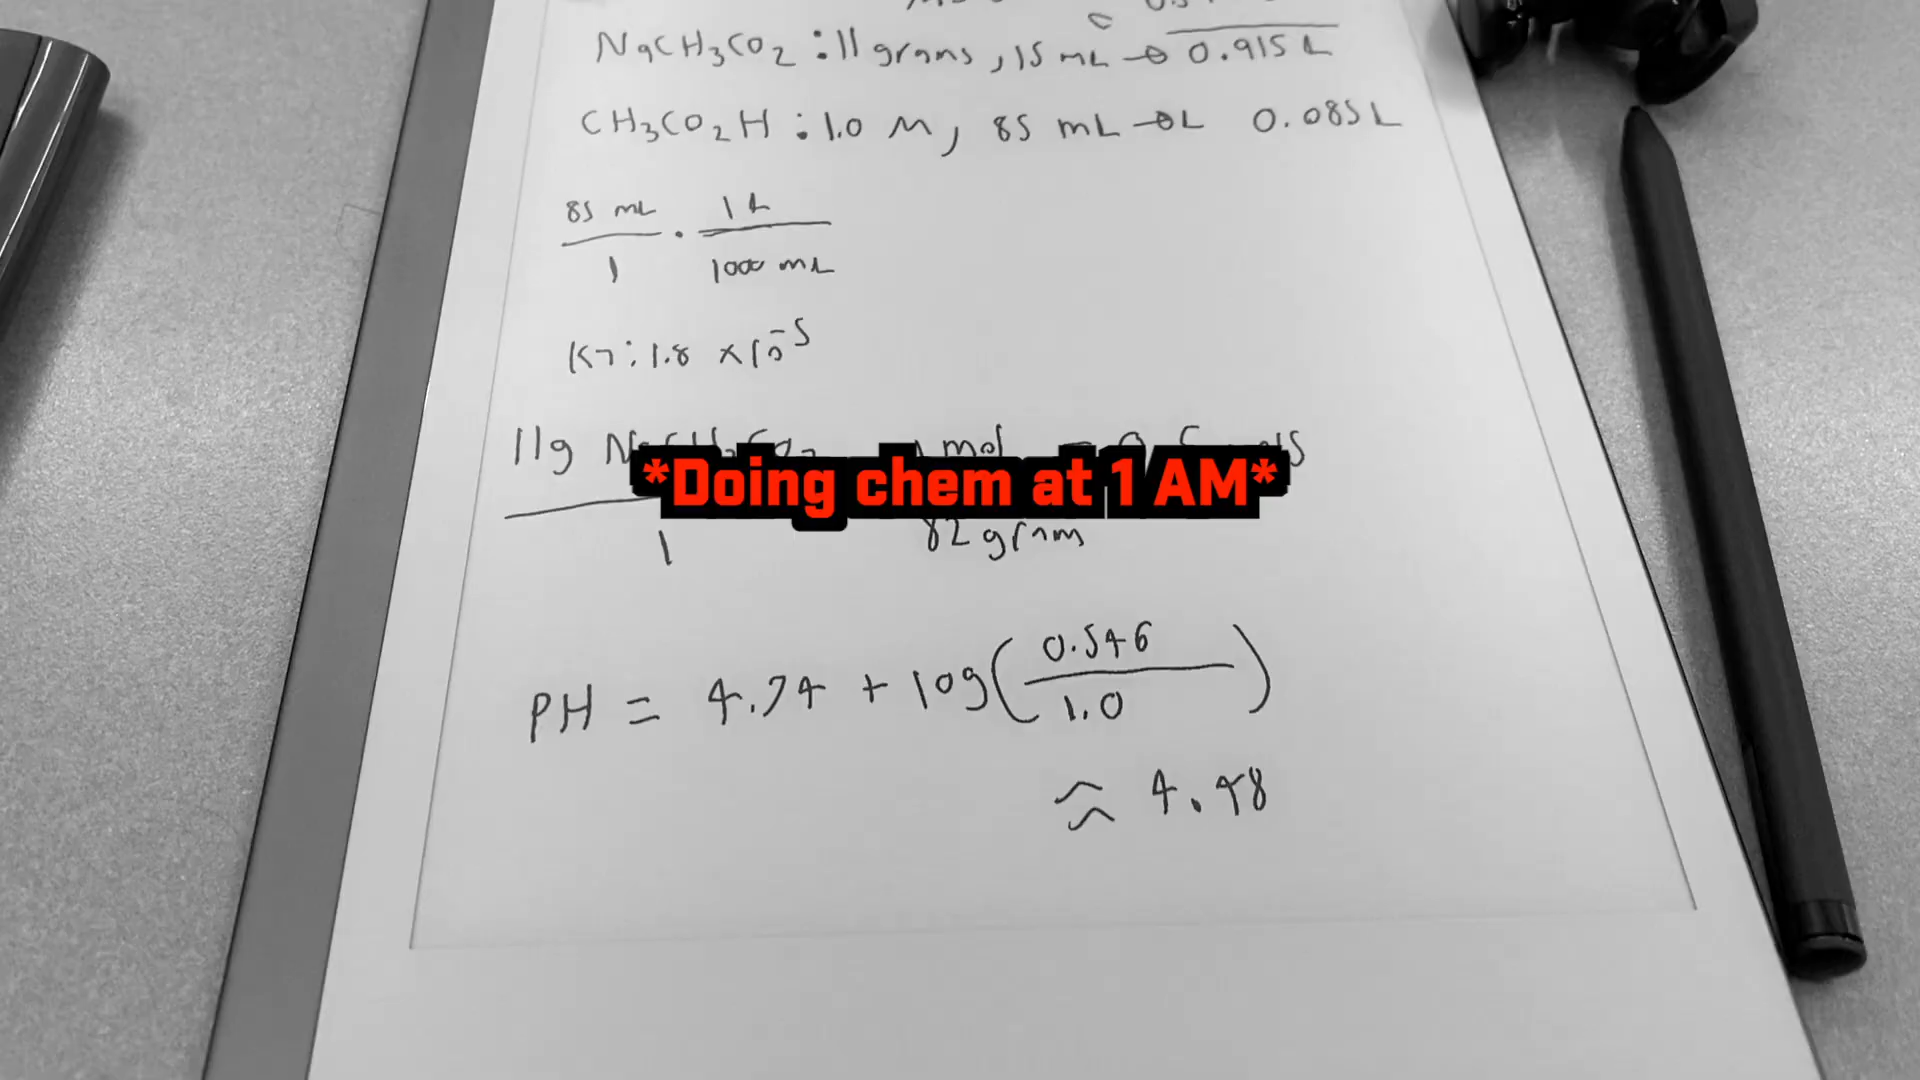 NaCH3CO2 : 11 grams, 15 mL → 0.915 L
CH3CO2H : 1.0 M, 85 mL → L 0.085 L
85 mL · 1 L
1 1000 mL
Ka : 1.8 × 10^-5
11g 1 mol =
*Doing chem at 1 AM*
1 82 gram
PH = 4.74 + log(0.546
1.0)
≈ 4.48